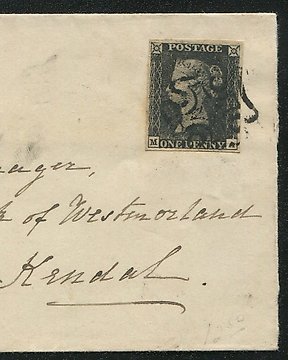 POSTAGE
M ONE PENNY A
nager,
k of Westmorland
Kendal.